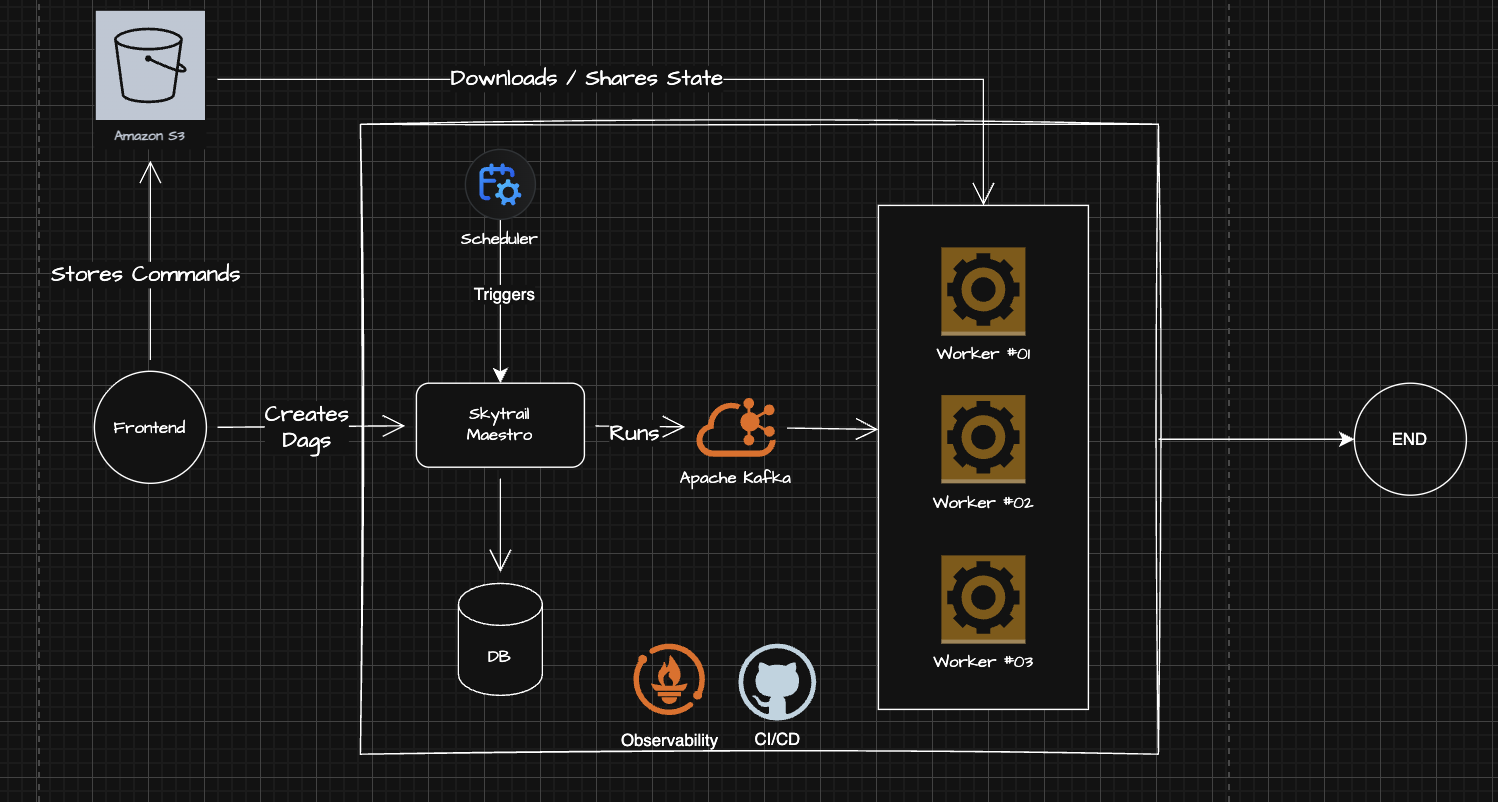 Downloads / Shares State
Amazon S3
Scheduler
Stores Commands
Triggers
Worker #01
Frontend
Creates
Dags
Skytrail
Maestro
Runs
Apache Kafka
END
Worker #02
DB
Worker #03
Observability
CI/CD